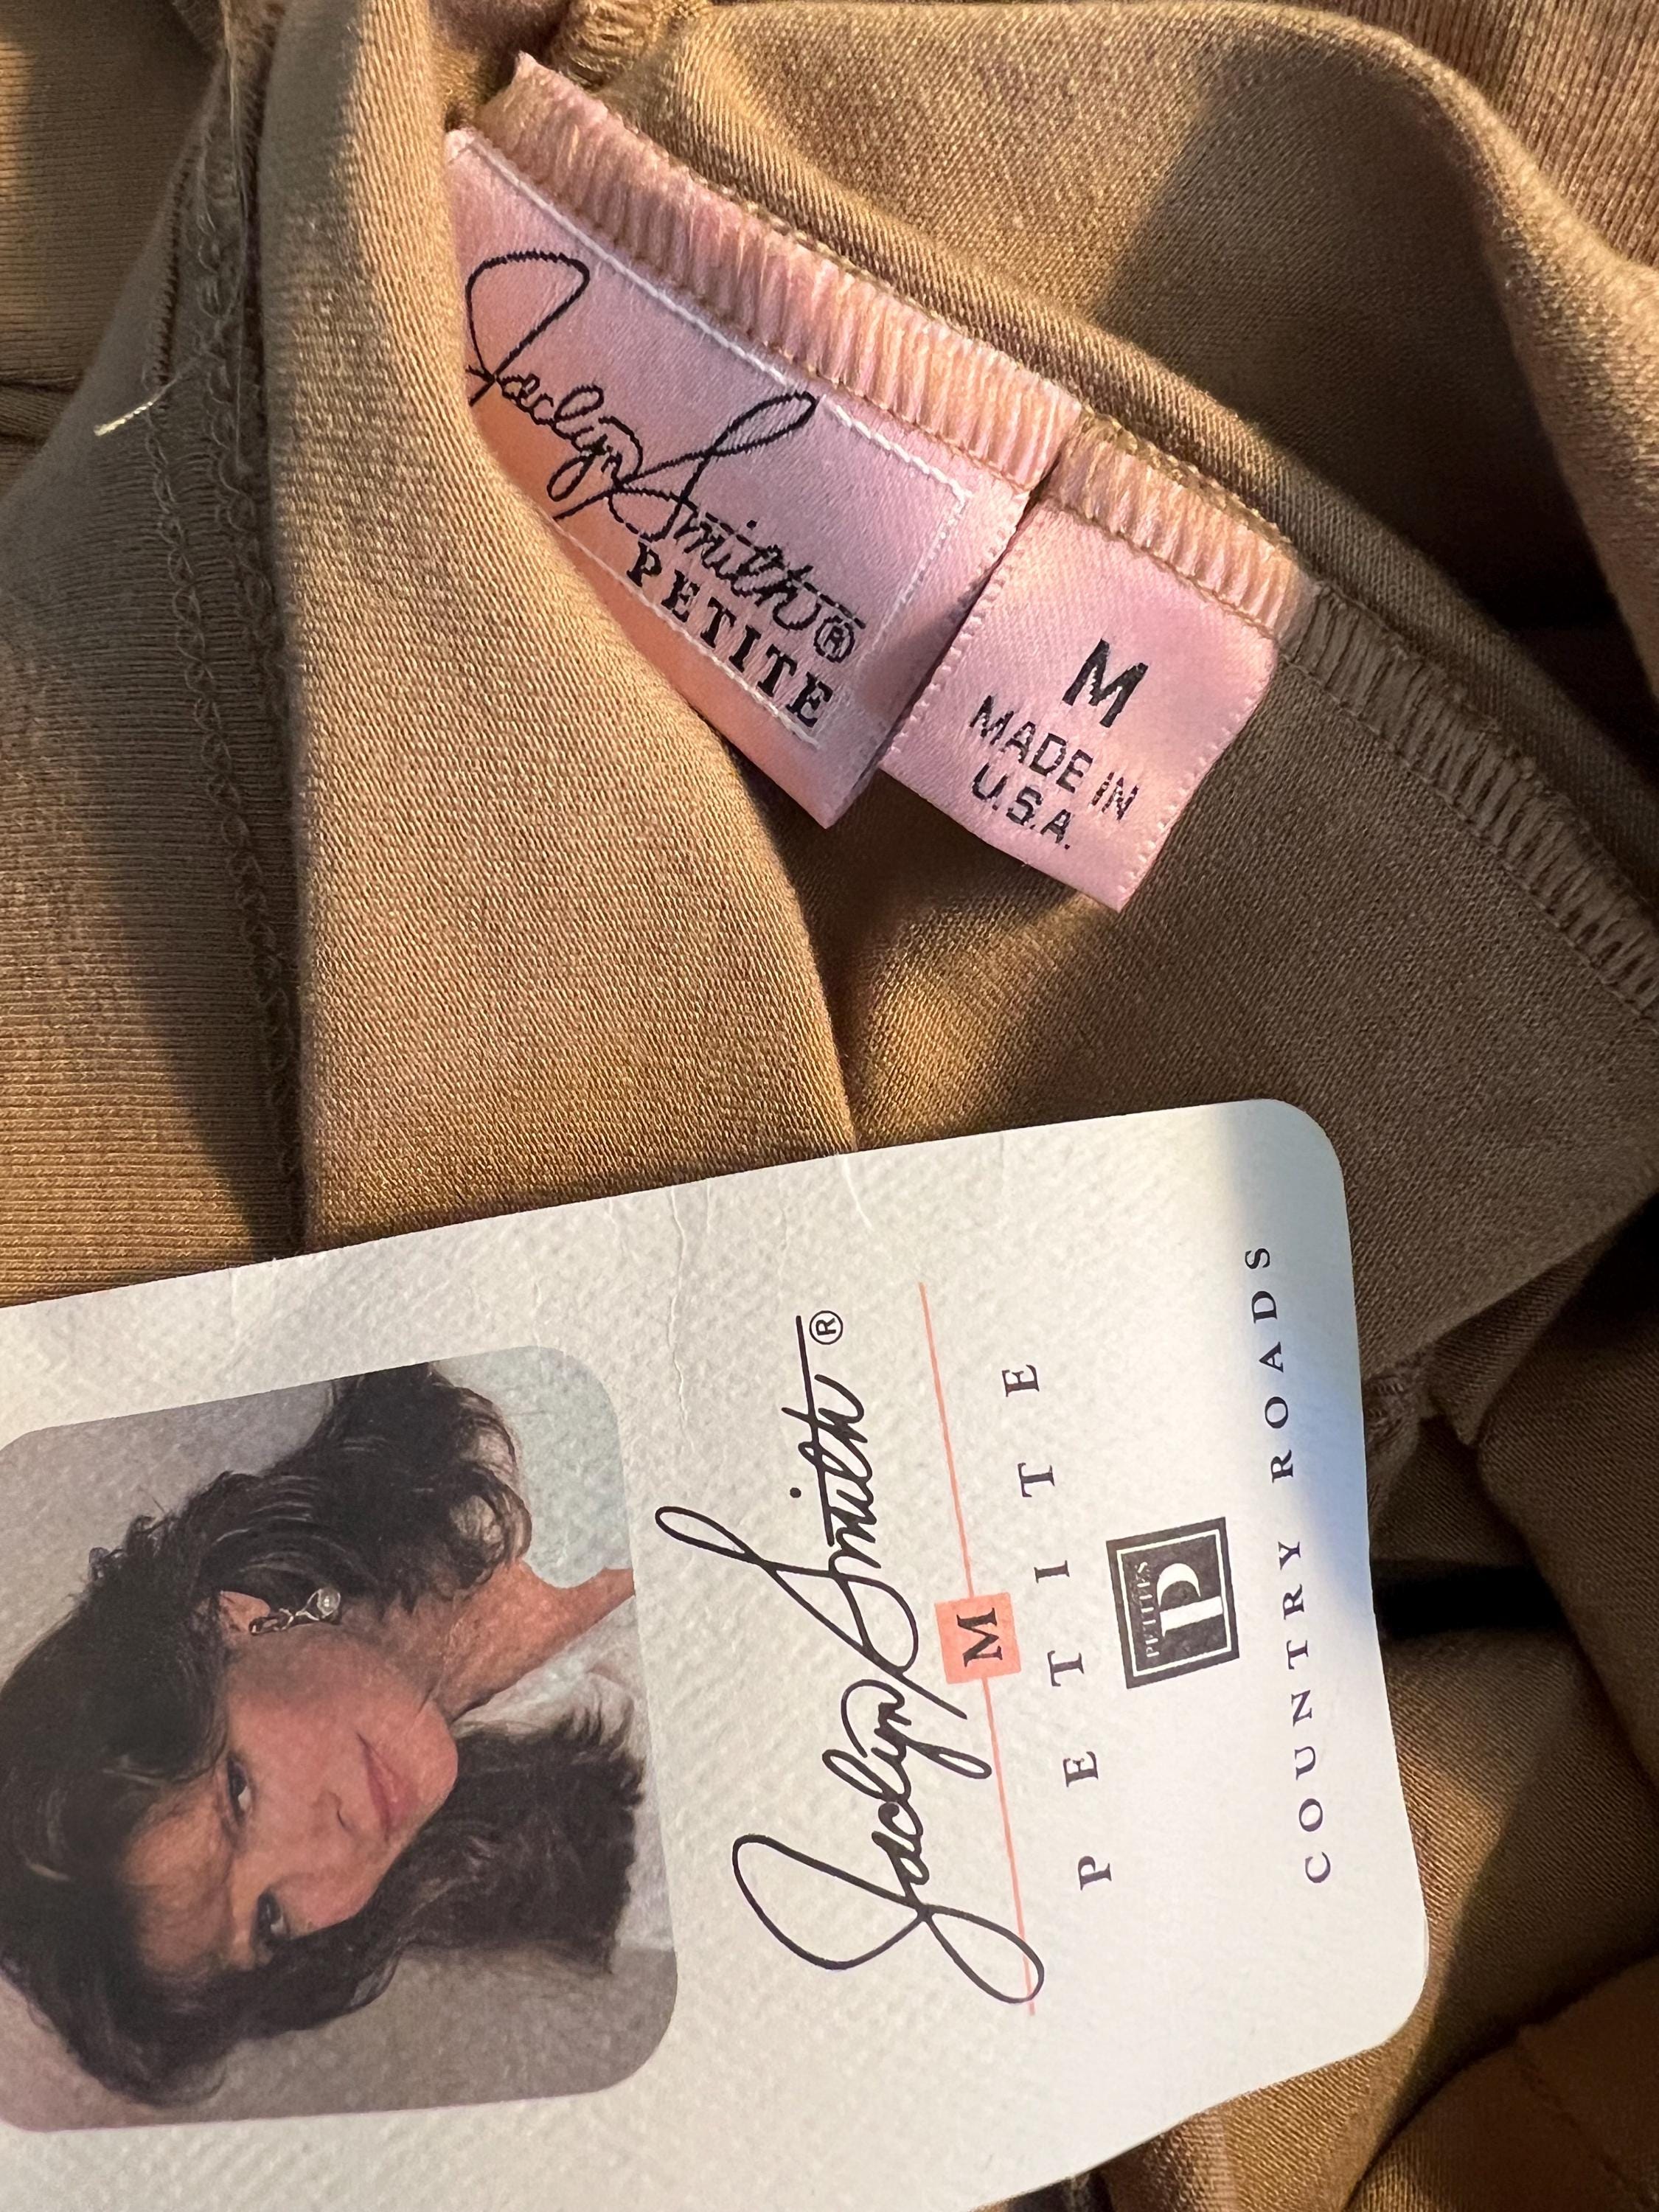 Jaclyn Smith®
PETITE
M
MADE IN
U.S.A.
Jaclyn Smith®
M
PETITE
PETITES
P
COUNTRY ROADS